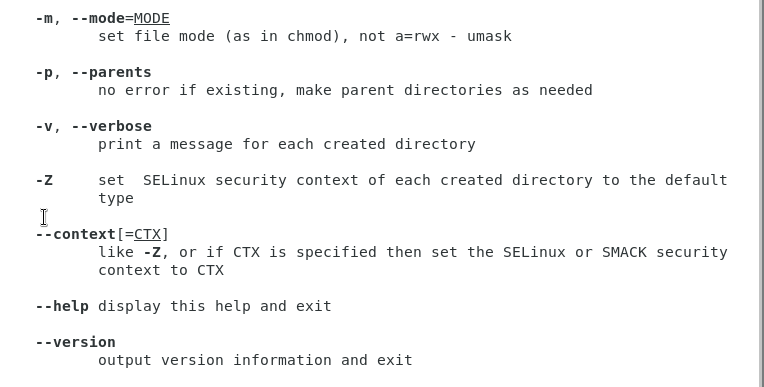 -m, --mode=MODE
set file mode (as in chmod), not a=rwx - umask
-p, --parents
no error if existing, make parent directories as needed
-v, --verbose
print a message for each created directory
-Z set SELinux security context of each created directory to the default
type
--context[=CTX]
like -Z, or if CTX is specified then set the SELinux or SMACK security
context to CTX
--help display this help and exit
--version
output version information and exit